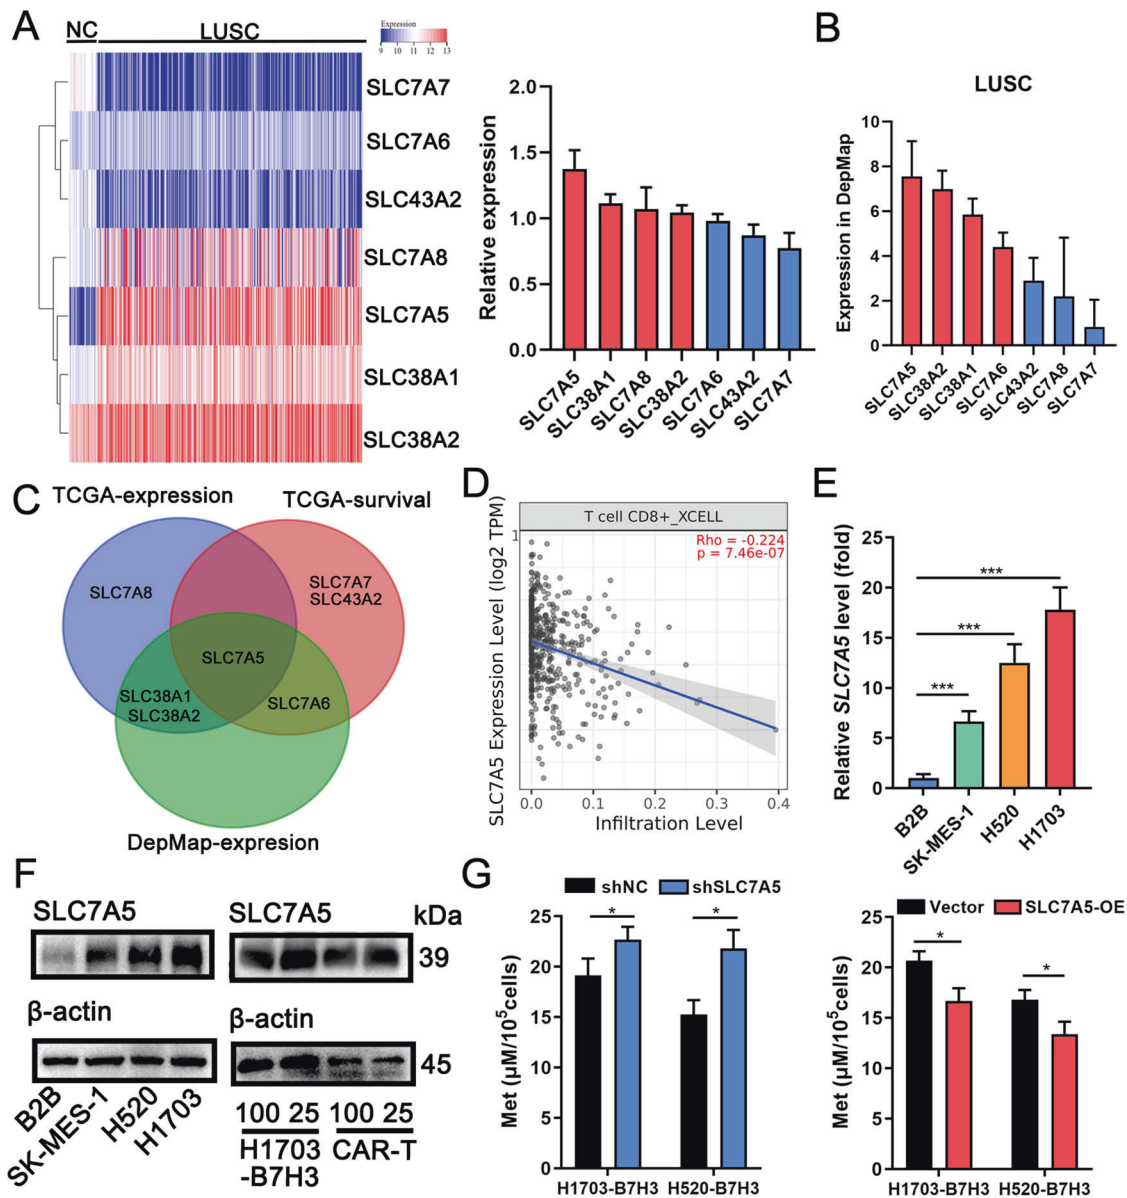 A
NC
LUSC
Expression
9 10 11 12 13
SLC7A7
SLC7A6
SLC43A2
SLC7A8
SLC7A5
SLC38A1
SLC38A2
Relative expression
2.0
1.5
1.0
0.5
0.0
SLC7A5
SLC38A1
SLC7A8
SLC38A2
SLC7A6
SLC43A2
SLC7A7
B
LUSC
Expression in DepMap
10
8
6
4
2
0
SLC7A5
SLC38A2
SLC38A1
SLC7A6
SLC43A2
SLC7A8
SLC7A7
C
TCGA-expression
TCGA-survival
SLC7A8
SLC7A7
SLC43A2
SLC7A5
SLC38A1
SLC38A2
SLC7A6
DepMap-expresion
D
SLC7A5 Expression Level (log2 TPM)
T cell CD8+_XCELL
Rho = -0.224
p = 7.46e-07
1
0.0 0.1 0.2 0.3 0.4
Infiltration Level
E
Relative SLC7A5 level (fold)
25
20
15
10
5
0
***
***
***
B2B
SK-MES-1
H520
H1703
F
SLC7A5
SLC7A5
kDa
39
β-actin
β-actin
45
B2B
SK-MES-1
H520
H1703
100 25 100 25
H1703
-B7H3
CAR-T
G
shNC shSLC7A5
Met (μM/10⁵cells)
25
20
15
10
5
0
*
*
H1703-B7H3 H520-B7H3
Vector SLC7A5-OE
Met (μM/10⁵cells)
25
20
15
10
5
0
*
*
H1703-B7H3 H520-B7H3